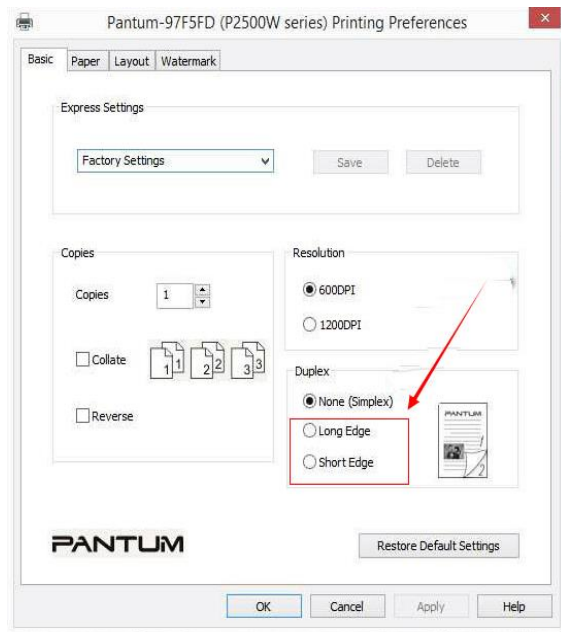 Pantum-97F5FD (P2500W series) Printing Preferences
Basic Paper Layout Watermark
Express Settings
Factory Settings Save Delete
Copies
Copies 1
Collate 1 1 2 2 3 3
Reverse
Resolution
600DPI
1200DPI
Duplex
None (Simplex)
Long Edge
Short Edge
PANTUM
1
2
PANTUM
Restore Default Settings
OK Cancel Apply Help